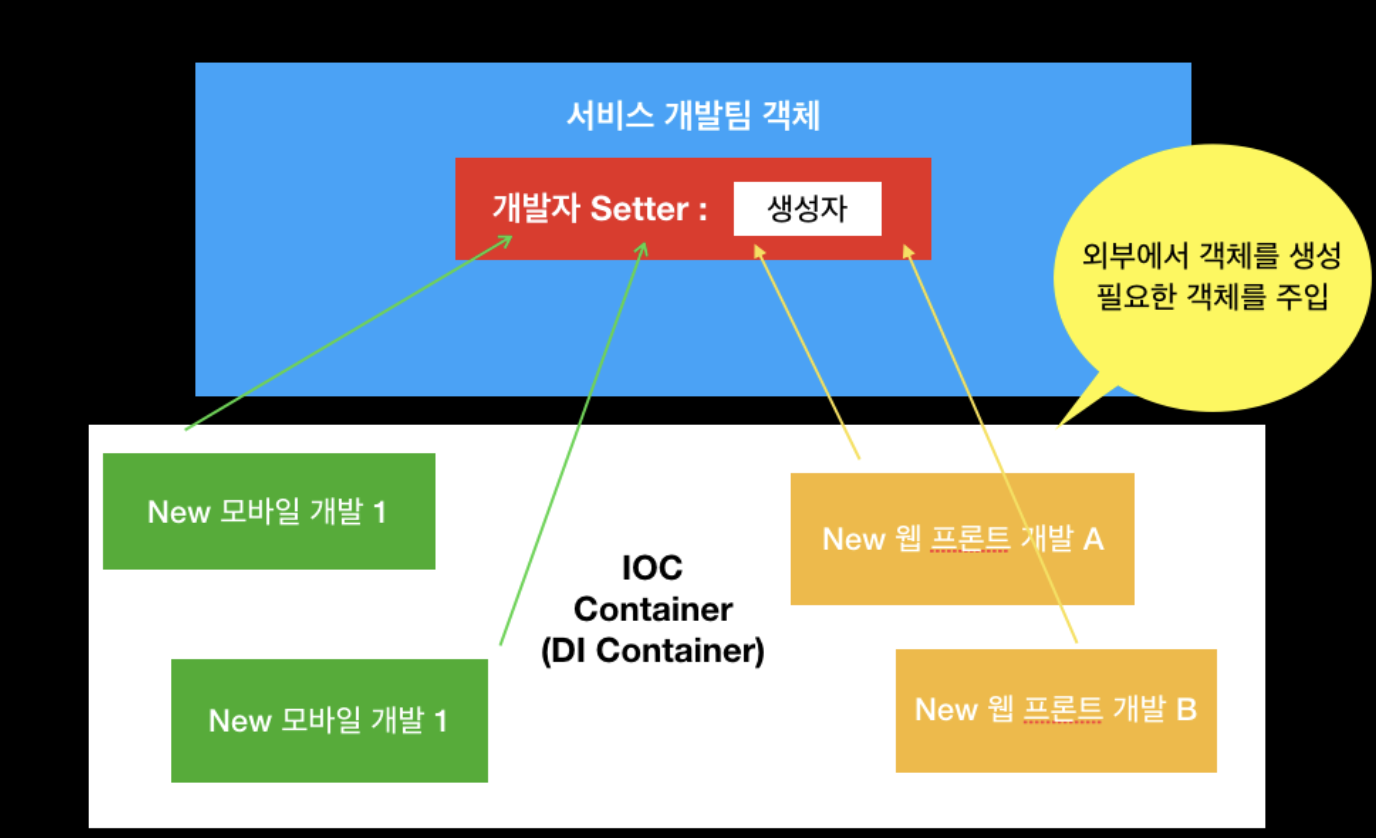 서비스 개발팀 객체
개발자 Setter : 생성자
외부에서 객체를 생성
필요한 객체를 주입
New 모바일 개발 1
New 웹 프론트 개발 A
IOC
Container
(DI Container)
New 모바일 개발 1
New 웹 프론트 개발 B